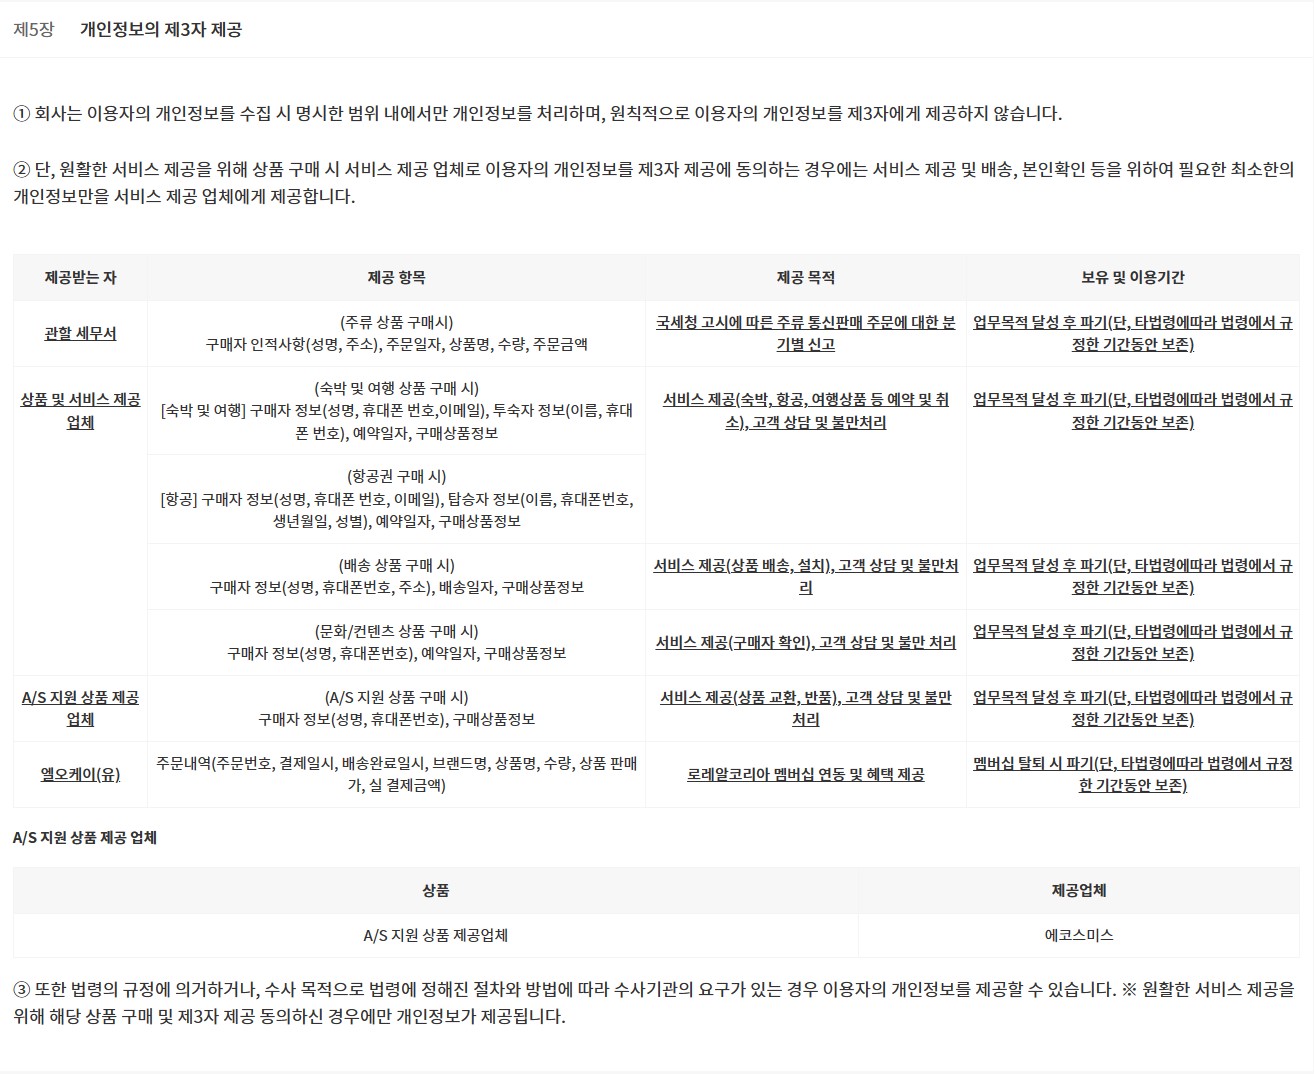 제5장 개인정보의 제3자 제공
① 회사는 이용자의 개인정보를 수집 시 명시한 범위 내에서만 개인정보를 처리하며, 원칙적으로 이용자의 개인정보를 제3자에게 제공하지 않습니다.
② 단, 원활한 서비스 제공을 위해 상품 구매 시 서비스 제공 업체로 이용자의 개인정보를 제3자 제공에 동의하는 경우에는 서비스 제공 및 배송, 본인확인 등을 위하여 필요한 최소한의
개인정보만을 서비스 제공 업체에게 제공합니다.
제공받는 자 제공 항목 제공 목적 보유 및 이용기간
관할 세무서
(주류 상품 구매시)
구매자 인적사항(성명, 주소), 주문일자, 상품명, 수량, 주문금액
국세청 고시에 따른 주류 통신판매 주문에 대한 분
기별 신고
업무목적 달성 후 파기(단, 타법령에따라 법령에서 규
정한 기간동안 보존)
상품 및 서비스 제공
업체
(숙박 및 여행 상품 구매 시)
[숙박 및 여행] 구매자 정보(성명, 휴대폰 번호,이메일), 투숙자 정보(이름, 휴대
폰 번호), 예약일자, 구매상품정보
서비스 제공(숙박, 항공, 여행상품 등 예약 및 취
소), 고객 상담 및 불만처리
업무목적 달성 후 파기(단, 타법령에따라 법령에서 규
정한 기간동안 보존)
(항공권 구매 시)
[항공] 구매자 정보(성명, 휴대폰 번호, 이메일), 탑승자 정보(이름, 휴대폰번호,
생년월일, 성별), 예약일자, 구매상품정보
(배송 상품 구매 시)
구매자 정보(성명, 휴대폰번호, 주소), 배송일자, 구매상품정보
서비스 제공(상품 배송, 설치), 고객 상담 및 불만처
리
업무목적 달성 후 파기(단, 타법령에따라 법령에서 규
정한 기간동안 보존)
(문화/컨텐츠 상품 구매 시)
구매자 정보(성명, 휴대폰번호), 예약일자, 구매상품정보
서비스 제공(구매자 확인), 고객 상담 및 불만 처리
업무목적 달성 후 파기(단, 타법령에따라 법령에서 규
정한 기간동안 보존)
A/S 지원 상품 제공
업체
(A/S 지원 상품 구매 시)
구매자 정보(성명, 휴대폰번호), 구매상품정보
서비스 제공(상품 교환, 반품), 고객 상담 및 불만
처리
업무목적 달성 후 파기(단, 타법령에따라 법령에서 규
정한 기간동안 보존)
엘오케이(유)
주문내역(주문번호, 결제일시, 배송완료일시, 브랜드명, 상품명, 수량, 상품 판매
가, 실 결제금액)
로레알코리아 멤버십 연동 및 혜택 제공
멤버십 탈퇴 시 파기(단, 타법령에따라 법령에서 규정
한 기간동안 보존)
A/S 지원 상품 제공 업체
상품 제공업체
A/S 지원 상품 제공업체 에코스미스
③ 또한 법령의 규정에 의거하거나, 수사 목적으로 법령에 정해진 절차와 방법에 따라 수사기관의 요구가 있는 경우 이용자의 개인정보를 제공할 수 있습니다. ※ 원활한 서비스 제공을
위해 해당 상품 구매 및 제3자 제공 동의하신 경우에만 개인정보가 제공됩니다.